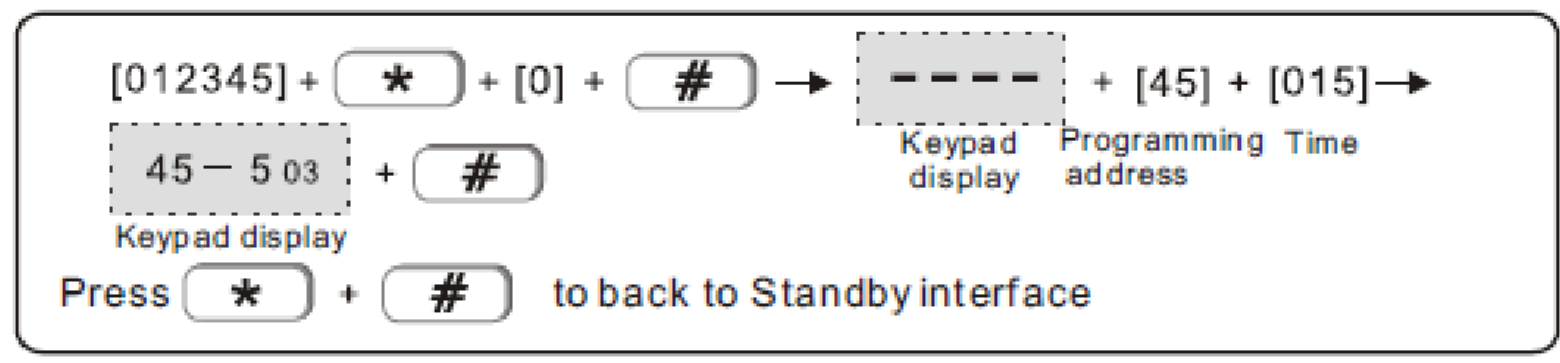 [012345] + * + [0] + # → – – – – + [45] + [015] →
Keypad display Programming address Time
45 – 5 03 + #
Keypad display
Press * + # to back to Standby interface